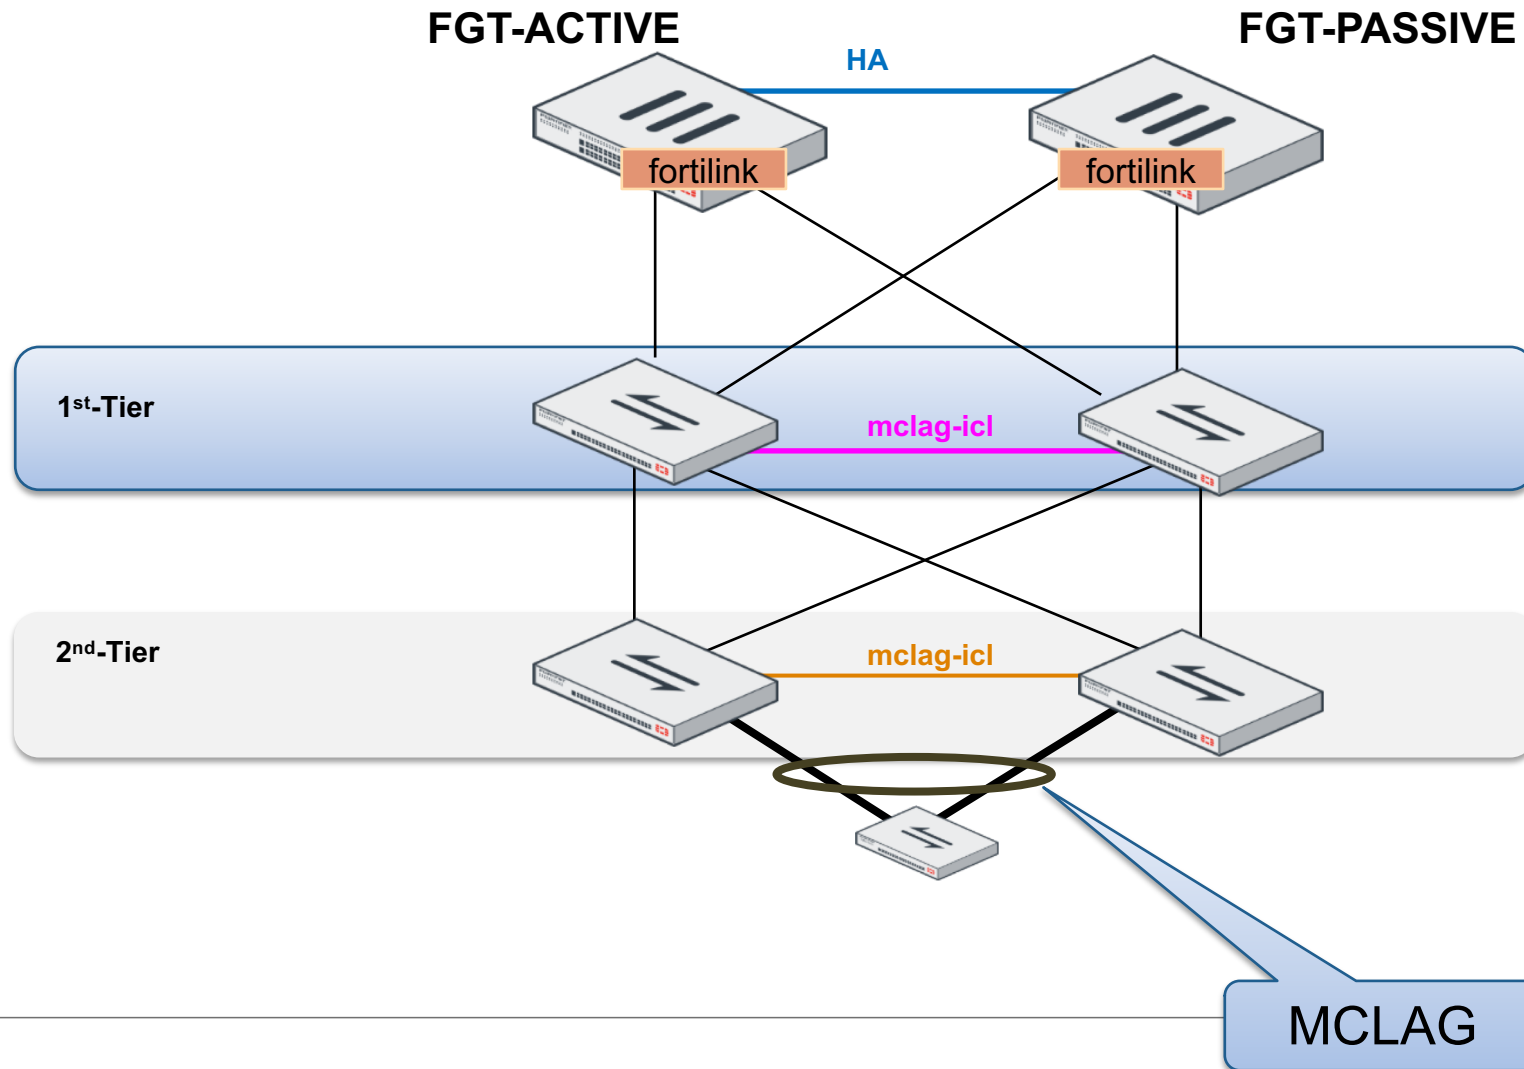 FGT-ACTIVE
FGT-PASSIVE
HA
fortilink
fortilink
1st-Tier
mclag-icl
2nd-Tier
mclag-icl
MCLAG